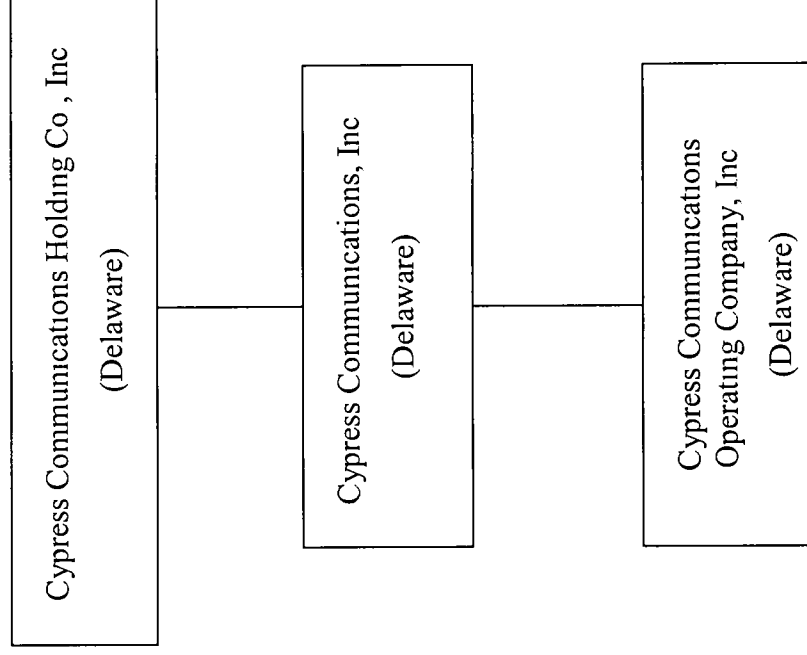 Cypress Communications Holding Co , Inc
(Delaware)
Cypress Communications, Inc
(Delaware)
Cypress Communications
Operating Company, Inc
(Delaware)